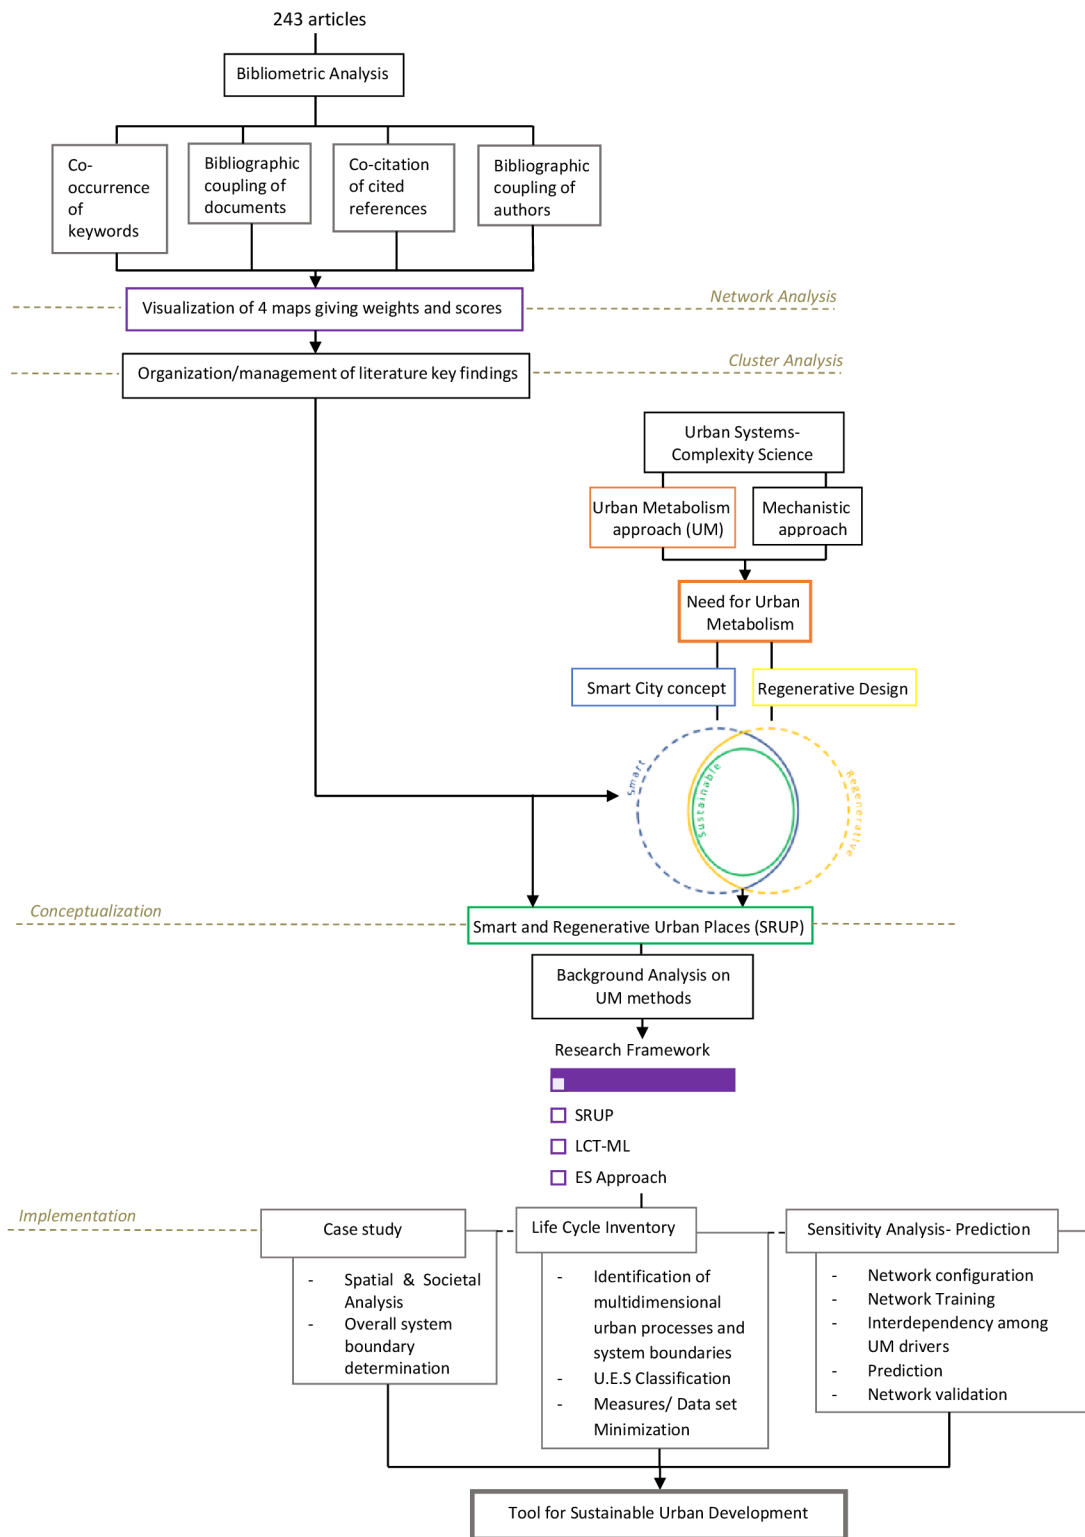 243 articles
Bibliometric Analysis
Co-
occurrence
of
keywords
Bibliographic
coupling of
documents
Co-citation
of cited
references
Bibliographic
coupling of
authors
Visualization of 4 maps giving weights and scores
Network Analysis
Organization/management of literature key findings
Cluster Analysis
Urban Systems-
Complexity Science
Urban Metabolism
approach (UM)
Mechanistic
approach
Need for Urban
Metabolism
Smart City concept
Regenerative Design
Smart
Sustainable
Regenerative
Conceptualization
Smart and Regenerative Urban Places (SRUP)
Background Analysis on
UM methods
Research Framework
SRUP
LCT-ML
ES Approach
Implementation
Case study
- Spatial & Societal
Analysis
- Overall system
boundary
determination
Life Cycle Inventory
- Identification of
multidimensional
urban processes and
system boundaries
- U.E.S Classification
- Measures/ Data set
Minimization
Sensitivity Analysis- Prediction
- Network configuration
- Network Training
- Interdependency among
UM drivers
- Prediction
- Network validation
Tool for Sustainable Urban Development